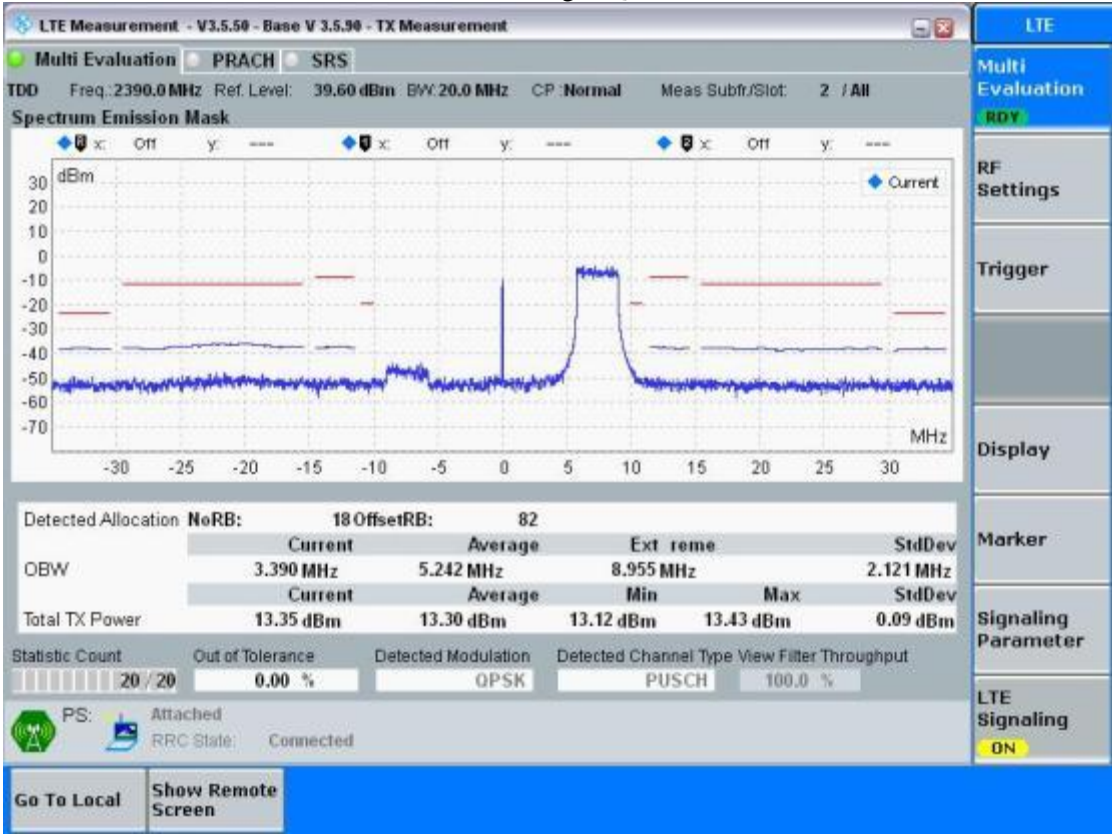 LTE Measurement - V3.5.50 - Base V 3.5.90 - TX Measurement
LTE
Multi Evaluation PRACH SRS
Multi Evaluation
RDY
TDD Freq.:2390.0 MHz Ref. Level: 39.60 dBm BW:20.0 MHz CP :Normal Meas Subfr./Slot: 2 / All
Spectrum Emission Mask
x: Off y: --- x: Off y: --- x: Off y: ---
dBm
Current
30
20
10
0
-10
-20
-30
-40
-50
-60
-70
MHz
-30 -25 -20 -15 -10 -5 0 5 10 15 20 25 30
RF
Settings
Trigger
Display
Marker
Signaling
Parameter
LTE
Signaling
ON
Detected Allocation NoRB: 18 OffsetRB: 82
Current Average Ext reme StdDev
OBW 3.390 MHz 5.242 MHz 8.955 MHz 2.121 MHz
Current Average Min Max StdDev
Total TX Power 13.35 dBm 13.30 dBm 13.12 dBm 13.43 dBm 0.09 dBm
Statistic Count Out of Tolerance Detected Modulation Detected Channel Type View Filter Throughput
20 / 20 0.00 % QPSK PUSCH 100.0 %
PS: Attached
RRC State: Connected
Go To Local
Show Remote
Screen